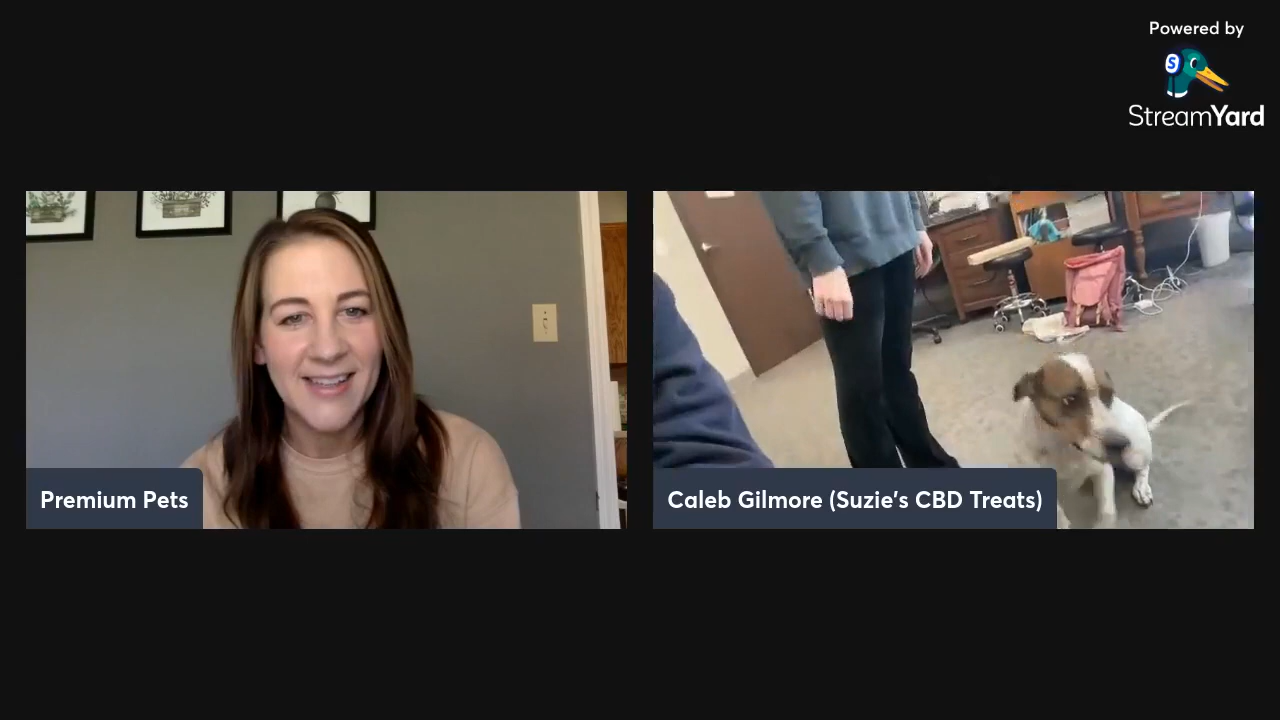 Powered by
S
StreamYard
Premium Pets
Caleb Gilmore (Suzie's CBD Treats)